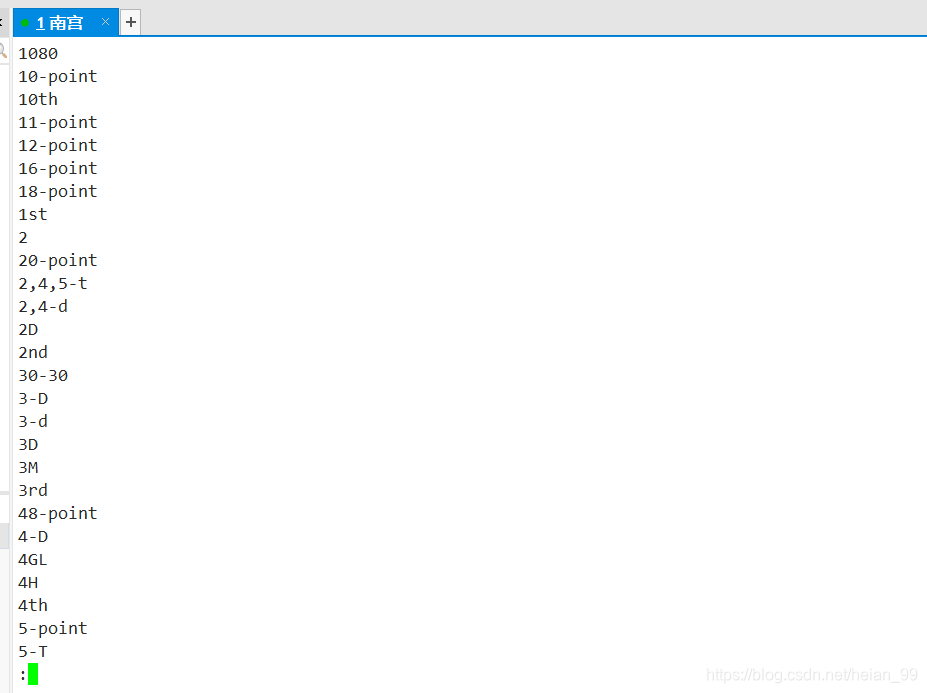 1 南宫 × +
1080
10-point
10th
11-point
12-point
16-point
18-point
1st
2
20-point
2,4,5-t
2,4-d
2D
2nd
30-30
3-D
3-d
3D
3M
3rd
48-point
4-D
4GL
4H
4th
5-point
5-T
:
https://blog.csdn.net/heian_99